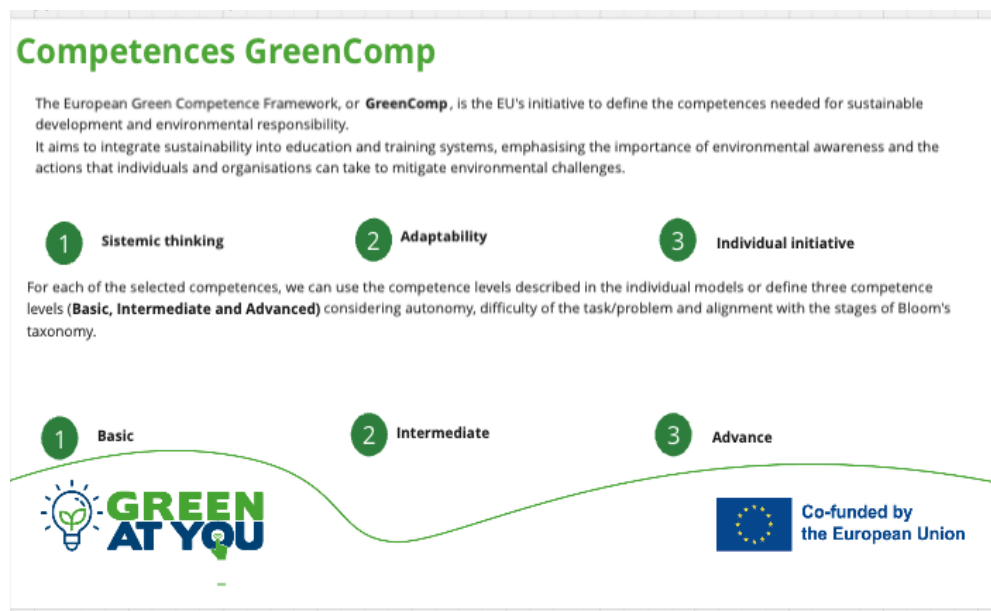 Competences GreenComp
The European Green Competence Framework, or GreenComp, is the EU's initiative to define the competences needed for sustainable
development and environmental responsibility.
It aims to integrate sustainability into education and training systems, emphasising the importance of environmental awareness and the
actions that individuals and organisations can take to mitigate environmental challenges.
1 Sistemic thinking
2 Adaptability
3 Individual initiative
For each of the selected competences, we can use the competence levels described in the individual models or define three competence
levels (Basic, Intermediate and Advanced) considering autonomy, difficulty of the task/problem and alignment with the stages of Bloom's
taxonomy.
1 Basic
2 Intermediate
3 Advance
GREEN
AT YOU
Co-funded by
the European Union